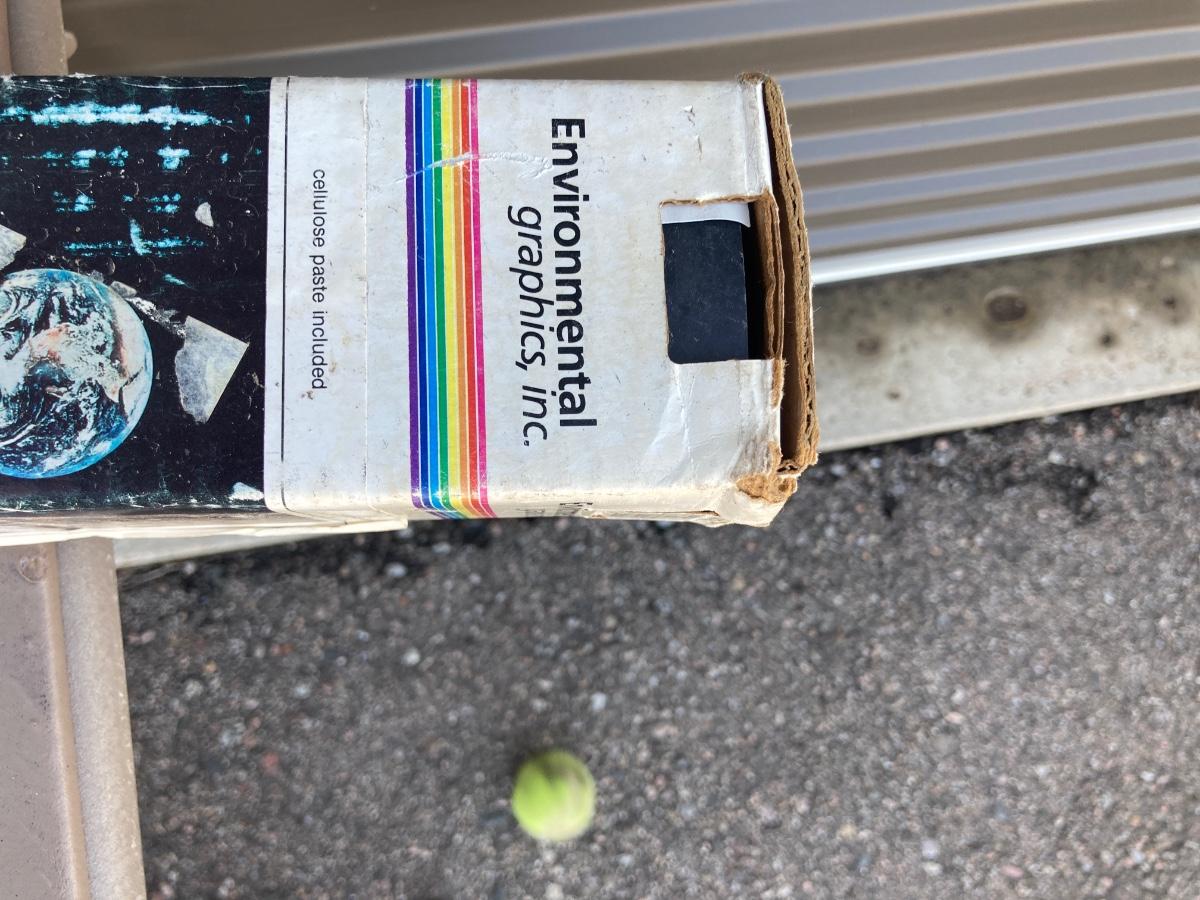 Environmental
graphics, inc.
cellulose paste included